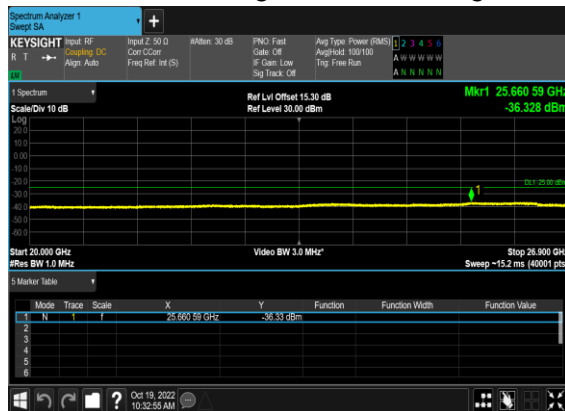 Spectrum Analyzer 1
Swept SA
+
KEYSIGHT Input: RF Input Z: 50 Ω #Atten: 30 dB PNO: Fast Avg Type: Power (RMS) 1 2 3 4 5 6
R T Coupling: DC Corr CCorr Gate: Off Avg|Hold: 100/100 A W W W W W
Align: Auto Freq Ref: Int (S) IF Gain: Low Trig: Free Run
LW Sig Track: Off A N N N N N
1 Spectrum Ref Lvl Offset 15.30 dB Mkr1 25.660 59 GHz
Scale/Div 10 dB Ref Level 30.00 dBm -36.328 dBm
Log
20.0
10.0
0.00
-10.0
-20.0 DL1 -25.00 dBm
-30.0 1
-40.0
-50.0
-60.0
Start 20.000 GHz Video BW 3.0 MHz* Stop 26.900 GHz
#Res BW 1.0 MHz Sweep ~15.2 ms (40001 pts)
5 Marker Table
Mode Trace Scale X Y Function Function Width Function Value
1 N 1 f 25.660 59 GHz -36.33 dBm
2
3
4
5
6
? Oct 19, 2022
10:32:55 AM